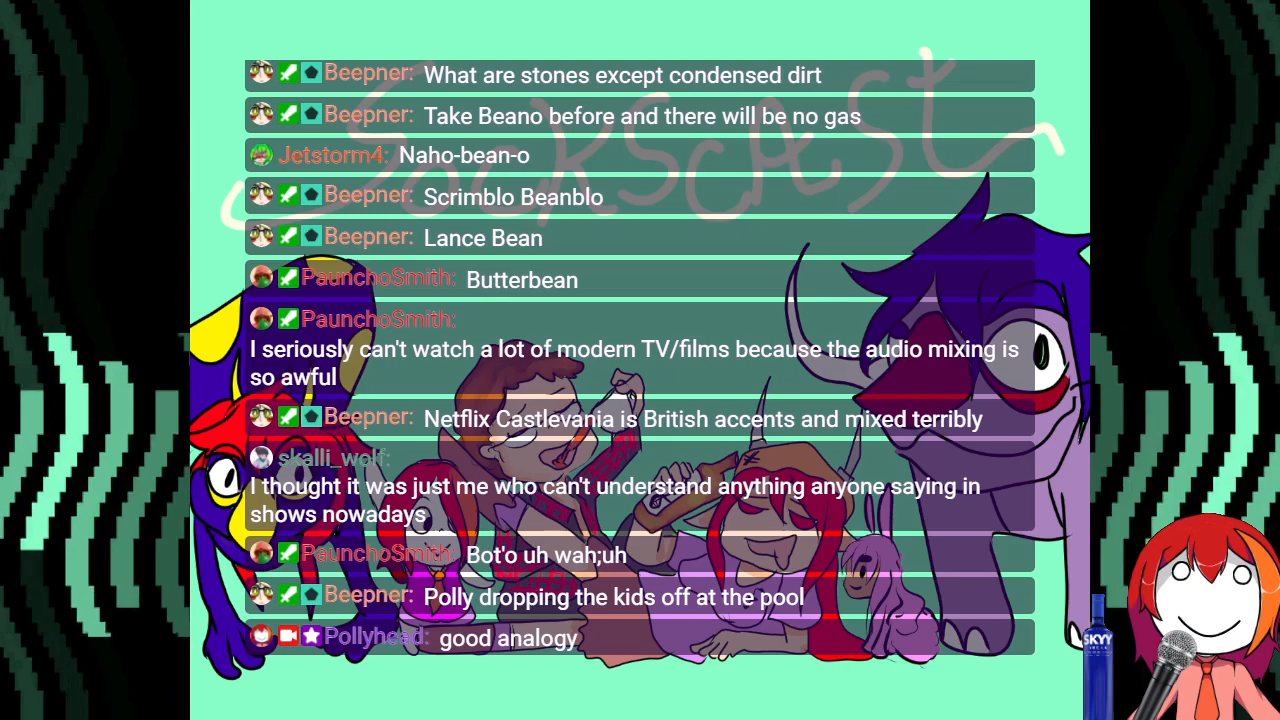 SOCKSCAST
Beepner: What are stones except condensed dirt
Beepner: Take Beano before and there will be no gas
Jetstorm4: Naho-bean-o
Beepner: Scrimblo Beanblo
Beepner: Lance Bean
PaunchoSmith: Butterbean
PaunchoSmith:
I seriously can't watch a lot of modern TV/films because the audio mixing is
so awful
Beepner: Netflix Castlevania is British accents and mixed terribly
skalli_wolf:
I thought it was just me who can't understand anything anyone saying in
shows nowadays
PaunchoSmith: Bot'o uh wah;uh
Beepner: Polly dropping the kids off at the pool
Pollyhead: good analogy
SKYY